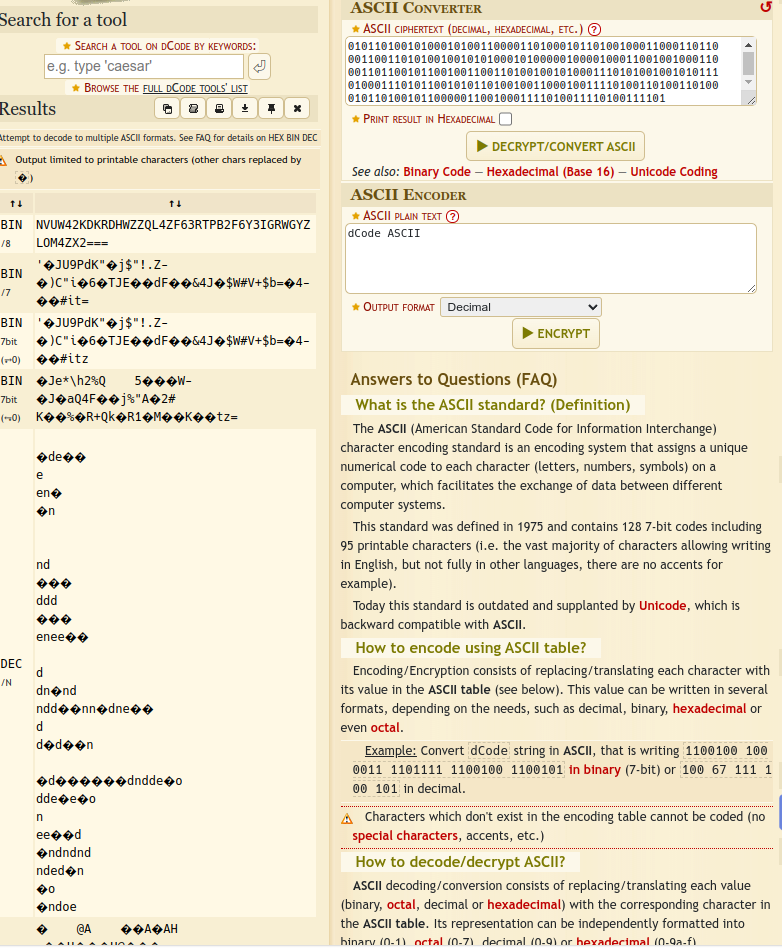 Search for a tool
★ Search a tool on dCode by keywords:
e.g. type 'caesar'
★ Browse the full dCode tools' list
Results
Attempt to decode to multiple ASCII formats. See FAQ for details on HEX BIN DEC
Output limited to printable characters (other chars replaced by
�)
↑↓ ↑↓
BIN
/8
NVUW42KDKRDHWZZQL4ZF63RTPB2F6Y3IGRWGYZ
LOM4ZX2===
BIN
/7
'�JU9PdK"�j$"!.Z–
�)C"i�6�TJE��dF��&4J�$W#V+$b=�4–
��#it=
BIN
7bit
(⊷0)
'�JU9PdK"�j$"!.Z–
�)C"i�6�TJE��dF��&4J�$W#V+$b=�4–
��#itz
BIN
7bit
(⊶0)
�Je*\h2%Q 5���W–
�J�aQ4F��j%"A�2#
K��%�R+Qk�R1�M��K��tz=
DEC
/N
�de��
e
en�
�n
nd
���
ddd
���
enee��
d
dn�nd
ndd��nn�dne��
d
d�d��n
�d������dndde�o
dde�e�o
n
ee��d
�ndndnd
nded�n
�o
�ndoe
� @A ��A�AH
ASCII Converter
★ ASCII ciphertext (decimal, hexadecimal, etc.) ?
★ Print result in Hexadecimal
▶ DECRYPT/CONVERT ASCII
See also: Binary Code — Hexadecimal (Base 16) — Unicode Coding
ASCII Encoder
★ ASCII plain text ?
dCode ASCII
★ Output format Decimal
▶ ENCRYPT
Answers to Questions (FAQ)
What is the ASCII standard? (Definition)
The ASCII (American Standard Code for Information Interchange)
character encoding standard is an encoding system that assigns a unique
numerical code to each character (letters, numbers, symbols) on a
computer, which facilitates the exchange of data between different
computer systems.
This standard was defined in 1975 and contains 128 7-bit codes including
95 printable characters (i.e. the vast majority of characters allowing writing
in English, but not fully in other languages, there are no accents for
example).
Today this standard is outdated and supplanted by Unicode, which is
backward compatible with ASCII.
How to encode using ASCII table?
Encoding/Encryption consists of replacing/translating each character with
its value in the ASCII table (see below). This value can be written in several
formats, depending on the needs, such as decimal, binary, hexadecimal or
even octal.
Example: Convert dCode string in ASCII, that is writing 1100100 100
0011 1101111 1100100 1100101 in binary (7-bit) or 100 67 111 1
00 101 in decimal.
Characters which don't exist in the encoding table cannot be coded (no
special characters, accents, etc.)
How to decode/decrypt ASCII?
ASCII decoding/conversion consists of replacing/translating each value
(binary, octal, decimal or hexadecimal) with the corresponding character in
the ASCII table. Its representation can be independently formatted into
binary (0-1), octal (0-7), decimal (0-9) or hexadecimal (0-9a-f).